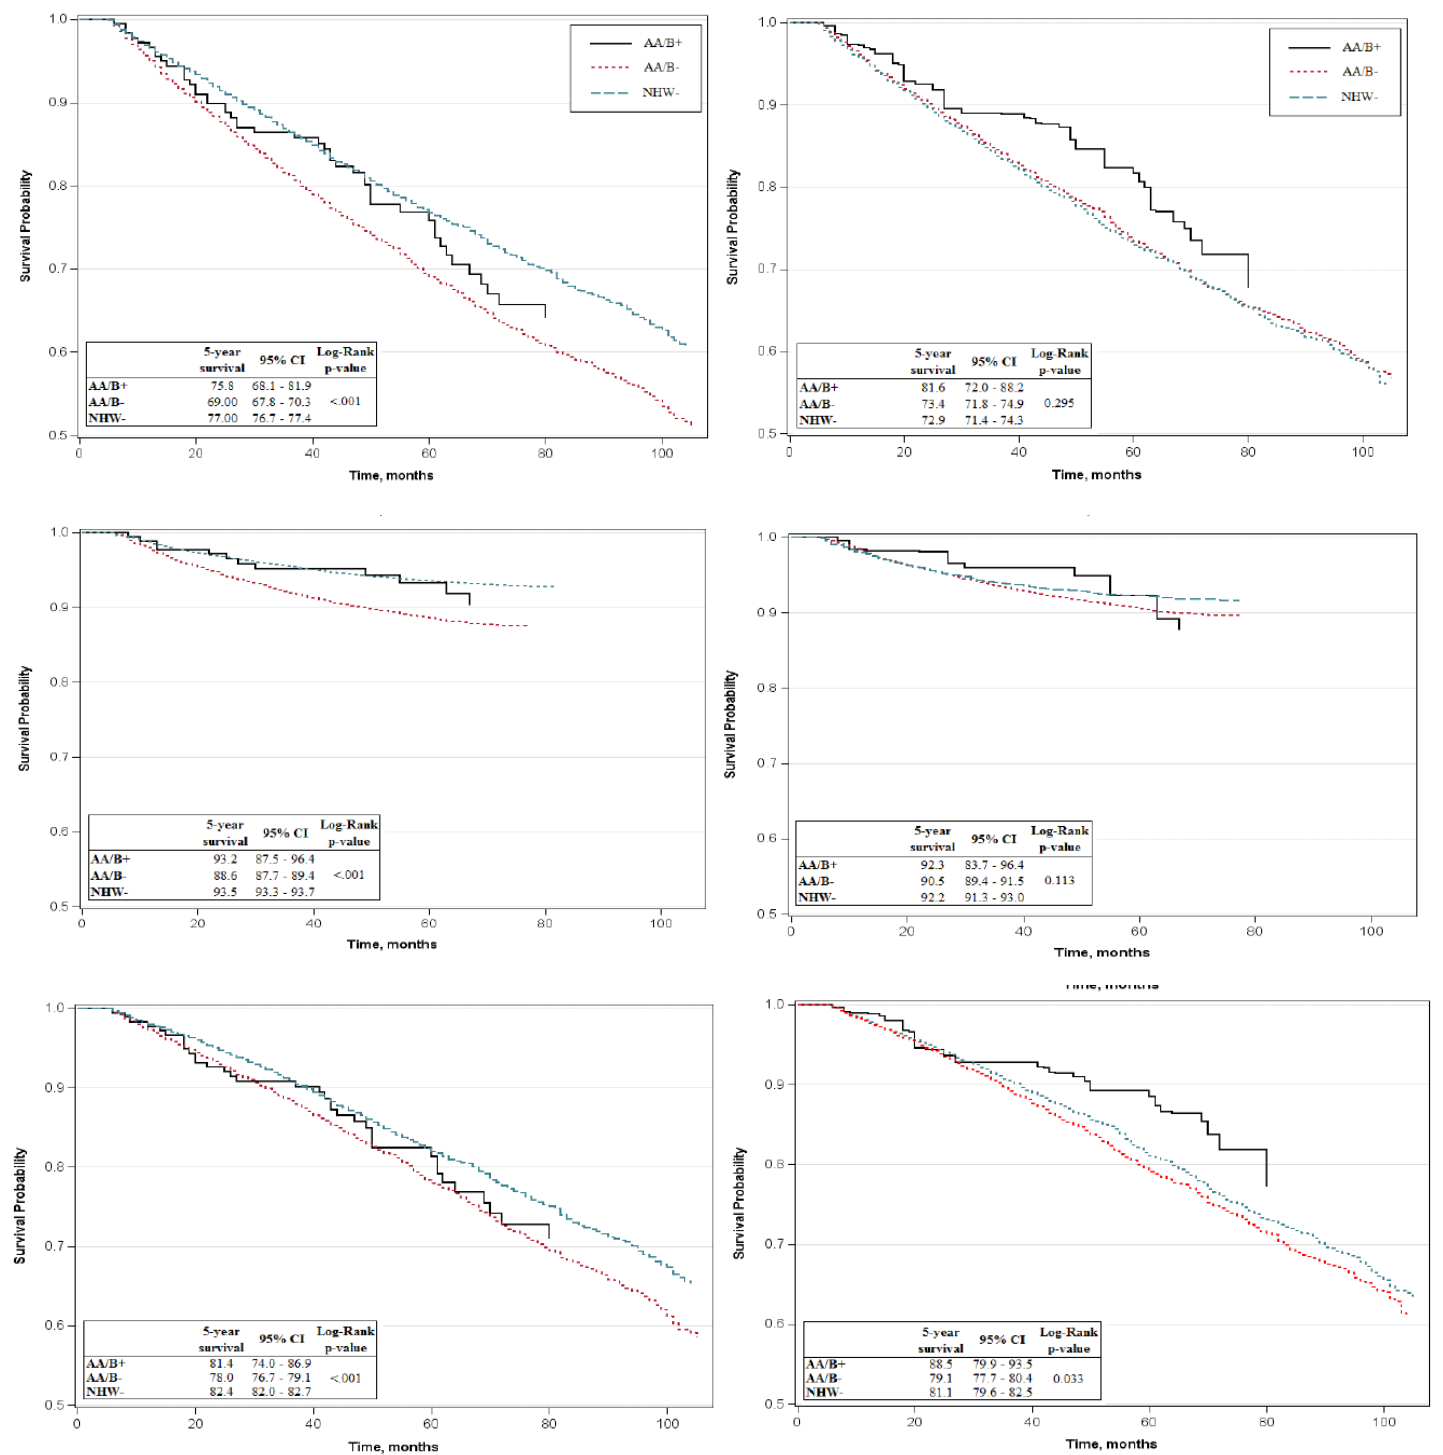 1.0
0.9
0.8
0.7
0.6
0.5
Survival Probability
AA/B+
AA/B-
NHW-
5-year survival 95% CI Log-Rank p-value
AA/B+ 75.8 68.1 - 81.9
AA/B- 69.00 67.8 - 70.3 <.001
NHW- 77.00 76.7 - 77.4
0 20 40 60 80 100
Time, months
1.0
0.9
0.8
0.7
0.6
0.5
Survival Probability
AA/B+
AA/B-
NHW-
5-year survival 95% CI Log-Rank p-value
AA/B+ 81.6 72.0 - 88.2
AA/B- 73.4 71.8 - 74.9 0.295
NHW- 72.9 71.4 - 74.3
0 20 40 60 80 100
Time, months
1.0
0.9
0.8
0.7
0.6
0.5
Survival Probability
5-year survival 95% CI Log-Rank p-value
AA/B+ 93.2 87.5 - 96.4
AA/B- 88.6 87.7 - 89.4 <.001
NHW- 93.5 93.3 - 93.7
0 20 40 60 80 100
Time, months
1.0
0.9
0.8
0.7
0.6
0.5
Survival Probability
5-year survival 95% CI Log-Rank p-value
AA/B+ 92.3 83.7 - 96.4
AA/B- 90.5 89.4 - 91.5 0.113
NHW- 92.2 91.3 - 93.0
0 20 40 60 80 100
Time, months
1.0
0.9
0.8
0.7
0.6
0.5
Survival Probability
5-year survival 95% CI Log-Rank p-value
AA/B+ 81.4 74.0 - 86.9
AA/B- 78.0 76.7 - 79.1 <.001
NHW- 82.4 82.0 - 82.7
0 20 40 60 80 100
Time, months
Time, months
1.0
0.9
0.8
0.7
0.6
0.5
Survival Probability
5-year survival 95% CI Log-Rank p-value
AA/B+ 88.5 79.9 - 93.5
AA/B- 79.1 77.7 - 80.4 0.033
NHW- 81.1 79.6 - 82.5
0 20 40 60 80 100
Time, months